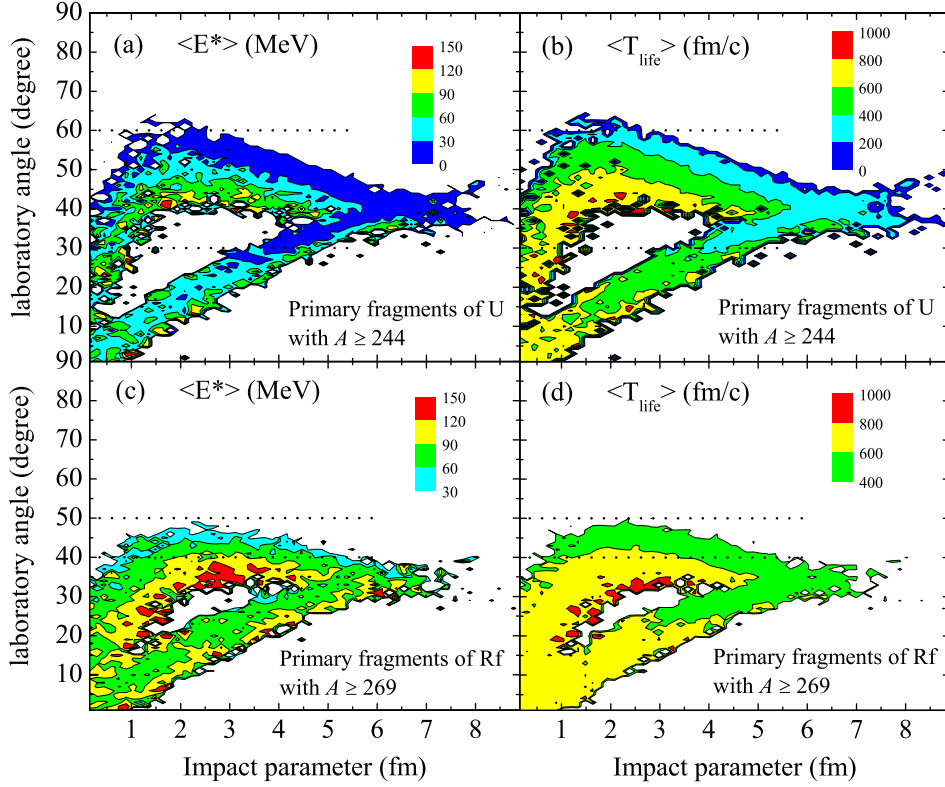 (a) <E*> (MeV)
150
120
90
60
30
0
Primary fragments of U
with A ≥ 244
90
80
70
60
50
40
30
20
10
laboratory angle (degree)
(b) <T_life> (fm/c)
1000
800
600
400
200
0
Primary fragments of U
with A ≥ 244
(c) <E*> (MeV)
150
120
90
60
30
Primary fragments of Rf
with A ≥ 269
90
80
70
60
50
40
30
20
10
laboratory angle (degree)
1 2 3 4 5 6 7 8
Impact parameter (fm)
(d) <T_life> (fm/c)
1000
800
600
400
Primary fragments of Rf
with A ≥ 269
1 2 3 4 5 6 7 8
Impact parameter (fm)